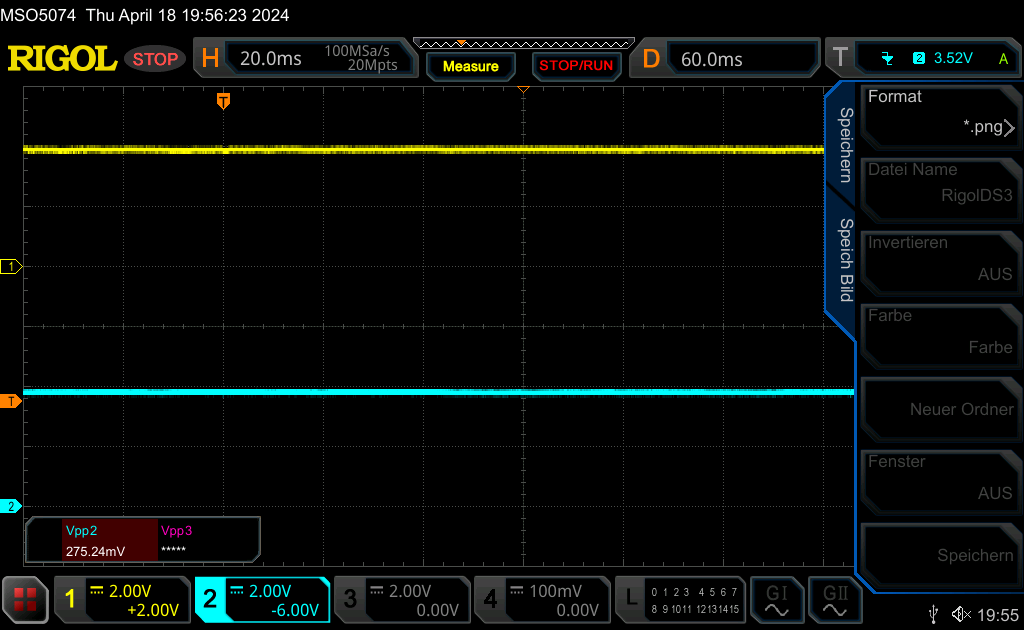 MSO5074 Thu April 18 19:56:23 2024
RIGOL STOP H 20.0ms 100MSa/s 20Mpts Measure STOP/RUN D 60.0ms T 2 3.52V A
T
Speichern
Speich Bild
Format
*.png
Datei Name
RigolDS3
Invertieren
AUS
Farbe
Farbe
Neuer Ordner
Fenster
AUS
Speichern
1
T
2
Vpp2 Vpp3
275.24mV *****
1 2.00V +2.00V
2 2.00V -6.00V
3 2.00V 0.00V
4 100mV 0.00V
L 0 1 2 3 4 5 6 7
8 9 10 11 12 13 14 15
GI GII
19:55